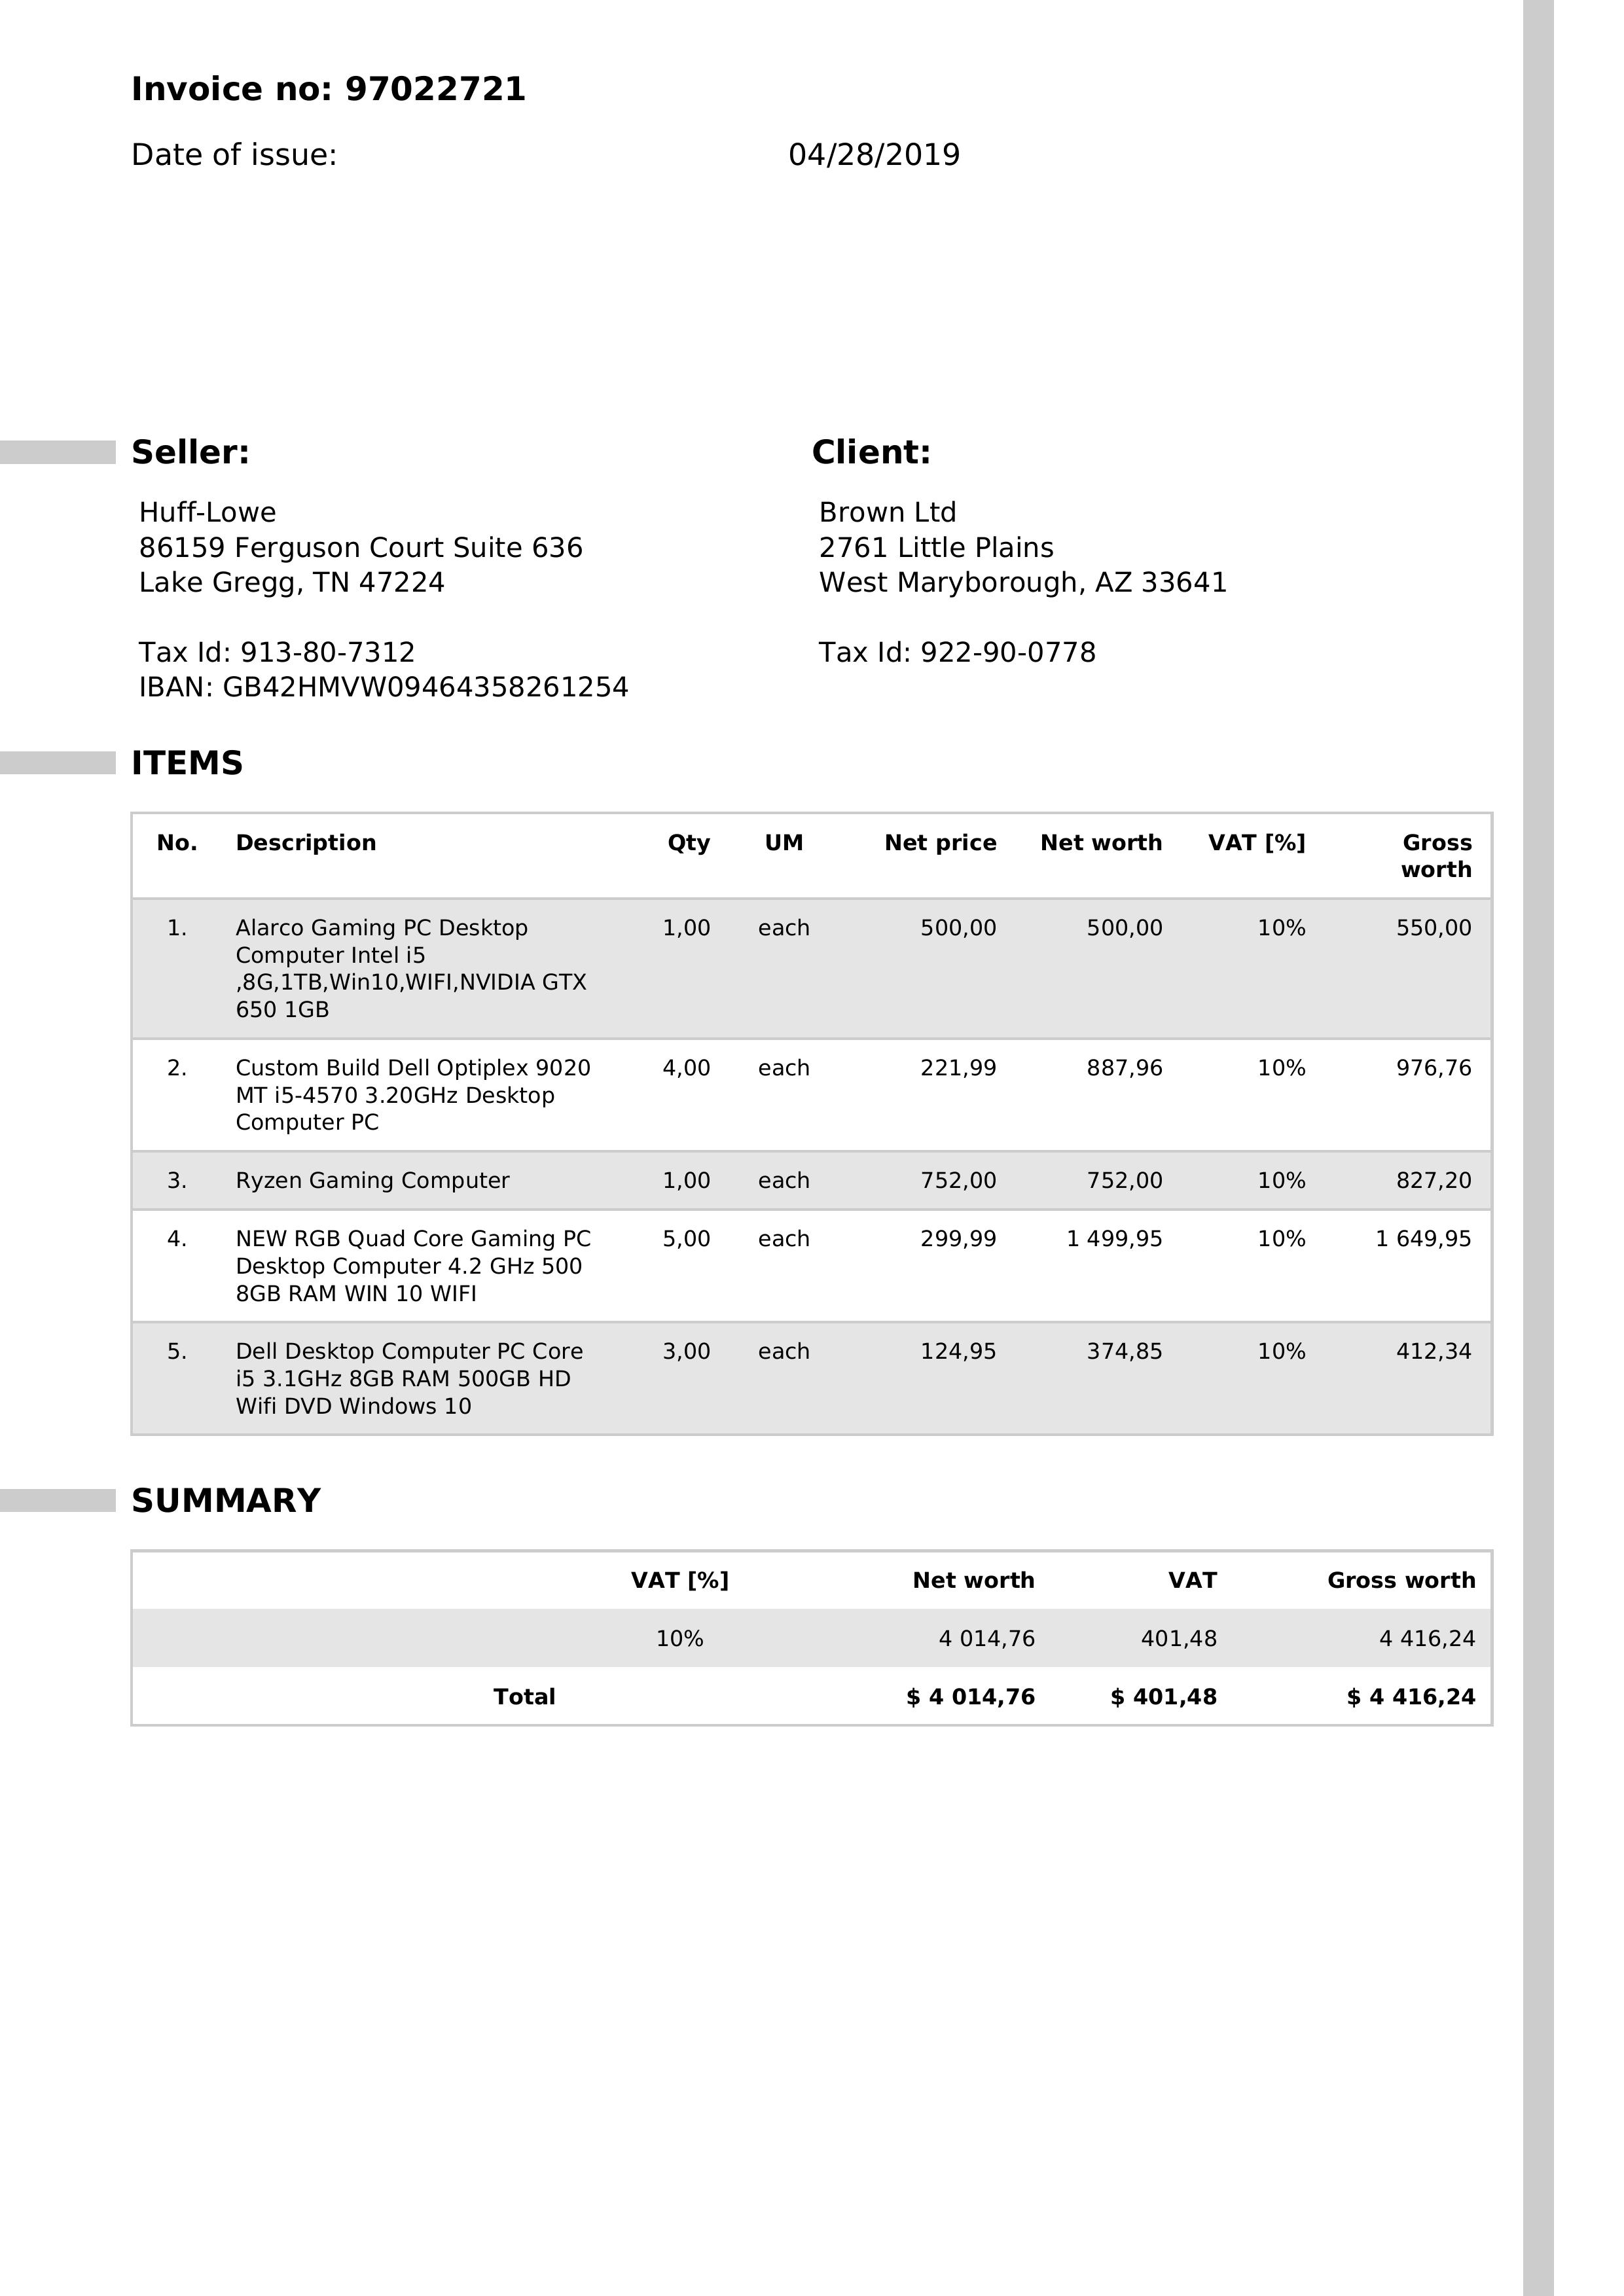 Invoice no: 97022721
Date of issue: 04/28/2019
Seller:
Huff-Lowe
86159 Ferguson Court Suite 636
Lake Gregg, TN 47224
Tax Id: 913-80-7312
IBAN: GB42HMVW09464358261254
Client:
Brown Ltd
2761 Little Plains
West Maryborough, AZ 33641
Tax Id: 922-90-0778
ITEMS
No. Description Qty UM Net price Net worth VAT [%] Gross
worth
1. Alarco Gaming PC Desktop 1,00 each 500,00 500,00 10% 550,00
Computer Intel i5
,8G,1TB,Win10,WIFI,NVIDIA GTX
650 1GB
2. Custom Build Dell Optiplex 9020 4,00 each 221,99 887,96 10% 976,76
MT i5-4570 3.20GHz Desktop
Computer PC
3. Ryzen Gaming Computer 1,00 each 752,00 752,00 10% 827,20
4. NEW RGB Quad Core Gaming PC 5,00 each 299,99 1 499,95 10% 1 649,95
Desktop Computer 4.2 GHz 500
8GB RAM WIN 10 WIFI
5. Dell Desktop Computer PC Core 3,00 each 124,95 374,85 10% 412,34
i5 3.1GHz 8GB RAM 500GB HD
Wifi DVD Windows 10
SUMMARY
VAT [%] Net worth VAT Gross worth
10% 4 014,76 401,48 4 416,24
Total $ 4 014,76 $ 401,48 $ 4 416,24